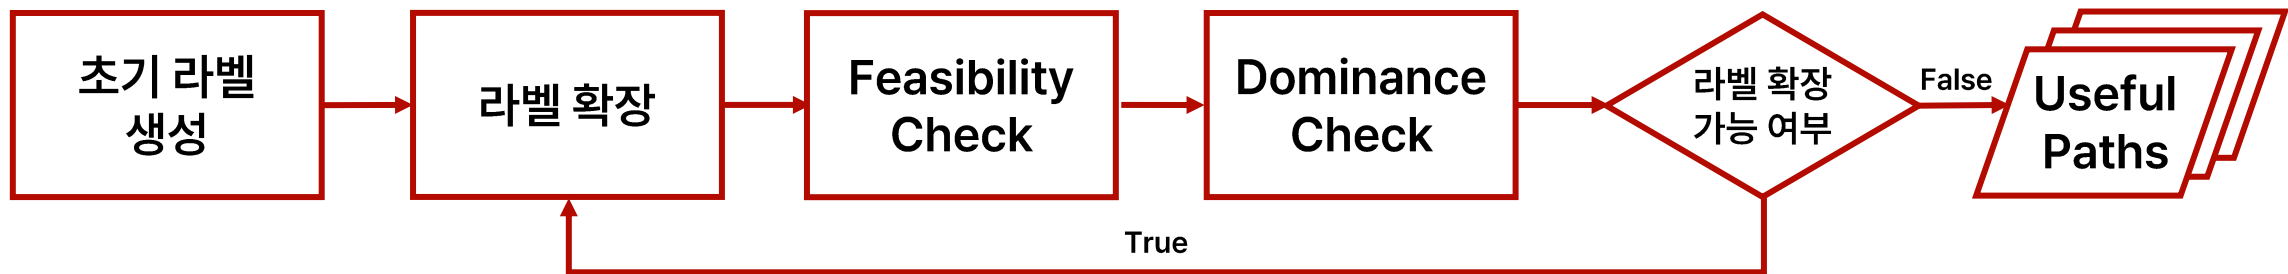 초기 라벨
생성
라벨 확장
Feasibility
Check
Dominance
Check
라벨 확장
가능 여부
False
Useful
Paths
True